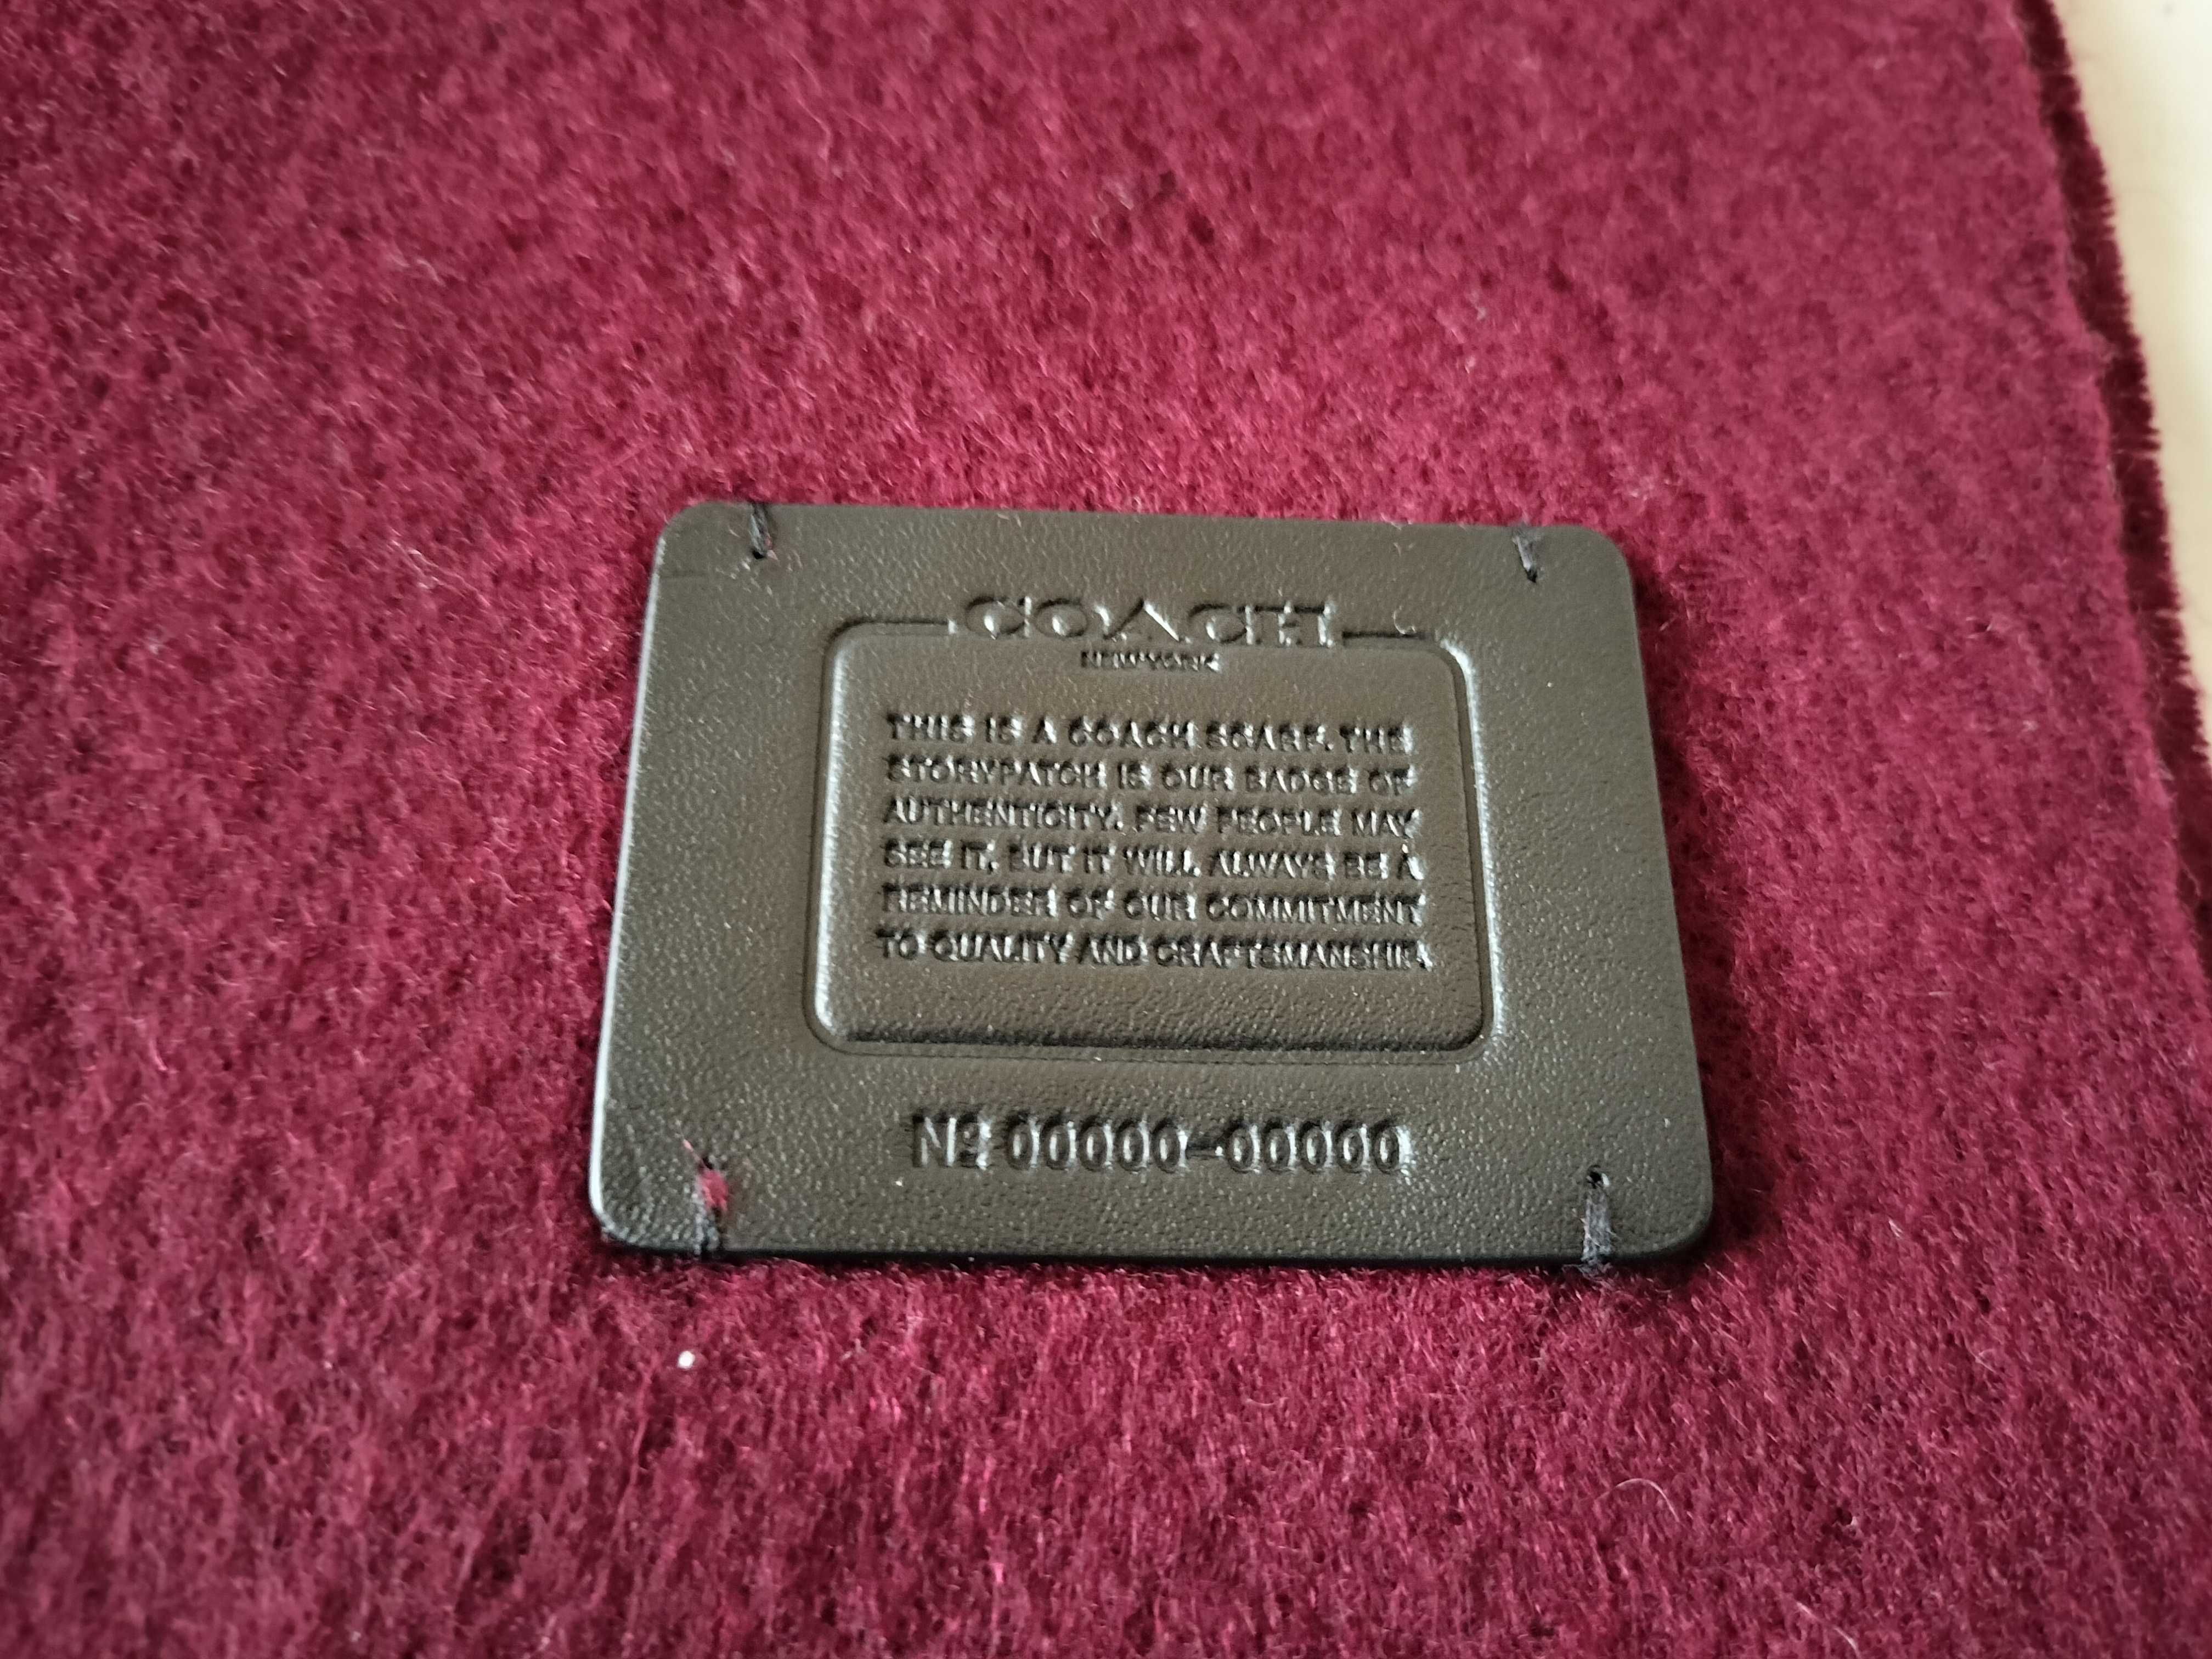 COACH
NEW YORK
THIS IS A COACH SCARF. THE
STORYPATCH IS OUR BADGE OF
AUTHENTICITY. FEW PEOPLE MAY
SEE IT, BUT IT WILL ALWAYS BE A
REMINDER OF OUR COMMITMENT
TO QUALITY AND CRAFTSMANSHIP.
Nº 00000-00000